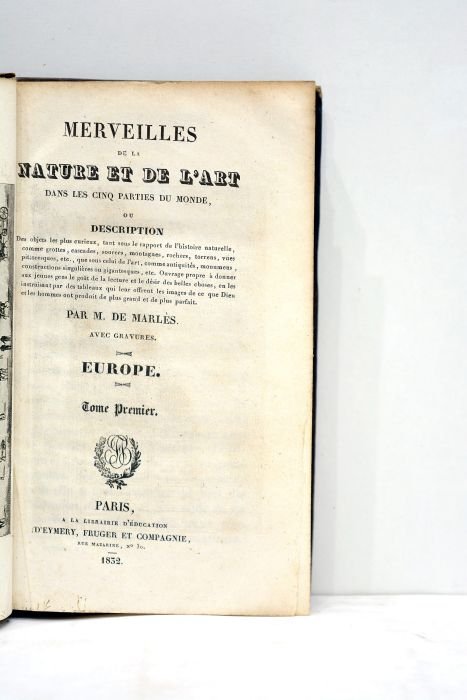 MERVEILLES
DE LA
NATURE ET DE L'ART
DANS LES CINQ PARTIES DU MONDE,
OU
DESCRIPTION
Des objets les plus curieux, tant sous le rapport de l'histoire naturelle,
comme grottes, cascades, sources, montagnes, rochers, torrens, vues
pittoresques, etc., que sous celui de l'art, comme antiquités, monumens,
constructions singulières ou gigantesques, etc. Ouvrage propre à donner
aux jeunes gens le goût de la lecture et le désir des belles choses, en les
instruisant par des tableaux qui leur offrent les images de ce que Dieu
et les hommes ont produit de plus grand et de plus parfait.
PAR M. DE MARLÈS.
AVEC GRAVURES.
EUROPE.
Tome Premier.
PARIS,
A LA LIBRAIRIE D'ÉDUCATION
D'EYMERY, FRUGER ET COMPAGNIE,
RUE MAZARINE, Nº 30.
1832.